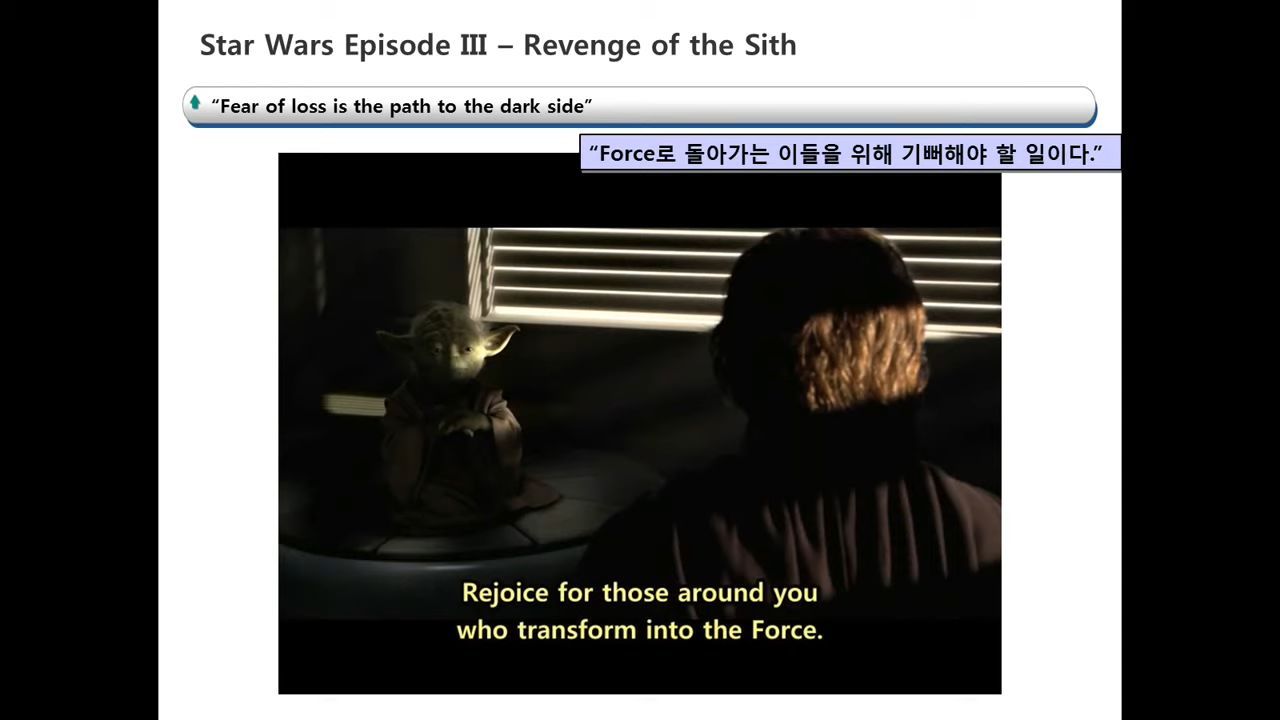 Star Wars Episode III – Revenge of the Sith
“Fear of loss is the path to the dark side”
“Force로 돌아가는 이들을 위해 기뻐해야 할 일이다.”
Rejoice for those around you
who transform into the Force.